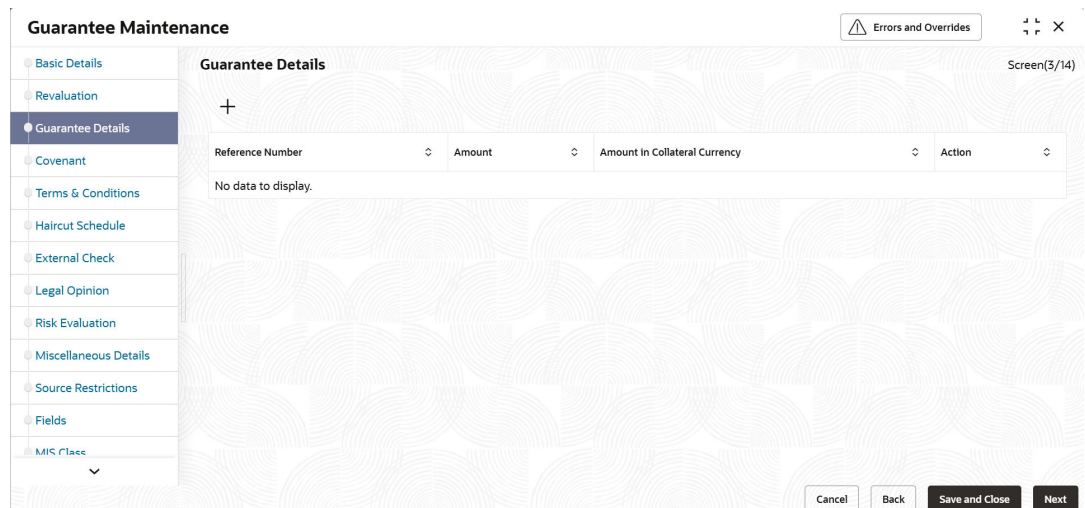 Guarantee Maintenance
Errors and Overrides
Basic Details
Revaluation
Guarantee Details
Covenant
Terms & Conditions
Haircut Schedule
External Check
Legal Opinion
Risk Evaluation
Miscellaneous Details
Source Restrictions
Fields
MIS Class
Guarantee Details
Screen(3/14)
Reference Number Amount Amount in Collateral Currency Action
No data to display.
Cancel Back Save and Close Next